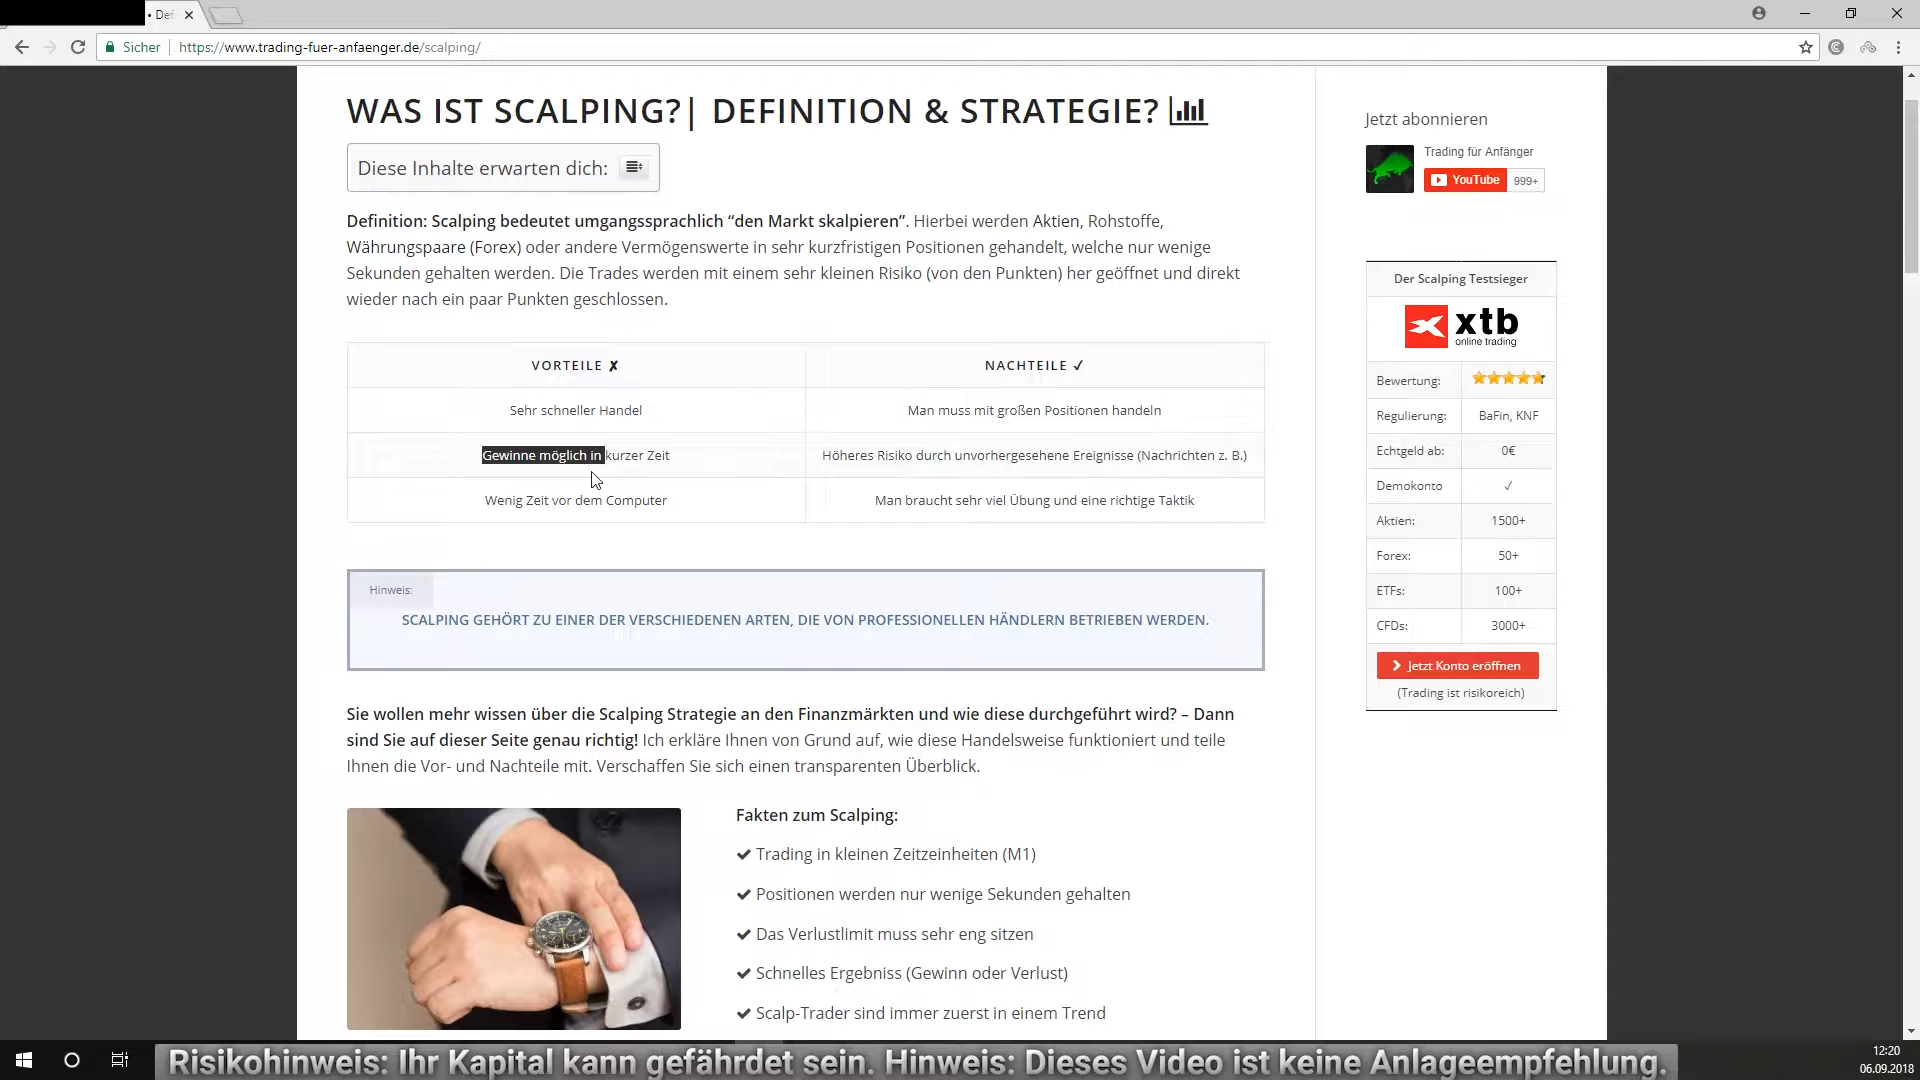 • Def
Sicher https://www.trading-fuer-anfaenger.de/scalping/
WAS IST SCALPING?| DEFINITION & STRATEGIE?
Diese Inhalte erwarten dich:
Definition: Scalping bedeutet umgangssprachlich “den Markt skalpieren”. Hierbei werden Aktien, Rohstoffe,
Währungspaare (Forex) oder andere Vermögenswerte in sehr kurzfristigen Positionen gehandelt, welche nur wenige
Sekunden gehalten werden. Die Trades werden mit einem sehr kleinen Risiko (von den Punkten) her geöffnet und direkt
wieder nach ein paar Punkten geschlossen.
VORTEILE ✘ NACHTEILE ✓
Sehr schneller Handel Man muss mit großen Positionen handeln
Gewinne möglich in kurzer Zeit Höheres Risiko durch unvorhergesehene Ereignisse (Nachrichten z. B.)
Wenig Zeit vor dem Computer Man braucht sehr viel Übung und eine richtige Taktik
Hinweis:
SCALPING GEHÖRT ZU EINER DER VERSCHIEDENEN ARTEN, DIE VON PROFESSIONELLEN HÄNDLERN BETRIEBEN WERDEN.
Sie wollen mehr wissen über die Scalping Strategie an den Finanzmärkten und wie diese durchgeführt wird? – Dann
sind Sie auf dieser Seite genau richtig! Ich erkläre Ihnen von Grund auf, wie diese Handelsweise funktioniert und teile
Ihnen die Vor- und Nachteile mit. Verschaffen Sie sich einen transparenten Überblick.
Fakten zum Scalping:
✔ Trading in kleinen Zeitzeinheiten (M1)
✔ Positionen werden nur wenige Sekunden gehalten
✔ Das Verlustlimit muss sehr eng sitzen
✔ Schnelles Ergebniss (Gewinn oder Verlust)
✔ Scalp-Trader sind immer zuerst in einem Trend
Jetzt abonnieren
Trading für Anfänger
YouTube 999+
Der Scalping Testsieger
xtb
online trading
Bewertung:
Regulierung: BaFin, KNF
Echtgeld ab: 0€
Demokonto ✓
Aktien: 1500+
Forex: 50+
ETFs: 100+
CFDs: 3000+
Jetzt Konto eröffnen
(Trading ist risikoreich)
Risikohinweis: Ihr Kapital kann gefährdet sein. Hinweis: Dieses Video ist keine Anlageempfehlung.
12:20
06.09.2018